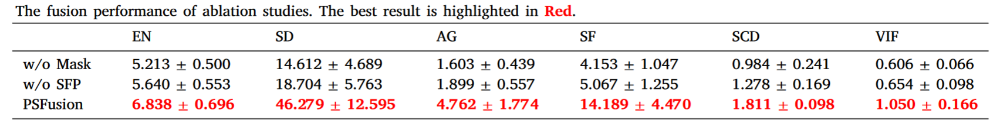 The fusion performance of ablation studies. The best result is highlighted in Red.
EN SD AG SF SCD VIF
w/o Mask 5.213 ± 0.500 14.612 ± 4.689 1.603 ± 0.439 4.153 ± 1.047 0.984 ± 0.241 0.606 ± 0.066
w/o SFP 5.640 ± 0.553 18.704 ± 5.763 1.899 ± 0.557 5.067 ± 1.255 1.278 ± 0.169 0.654 ± 0.098
PSFusion 6.838 ± 0.696 46.279 ± 12.595 4.762 ± 1.774 14.189 ± 4.470 1.811 ± 0.098 1.050 ± 0.166